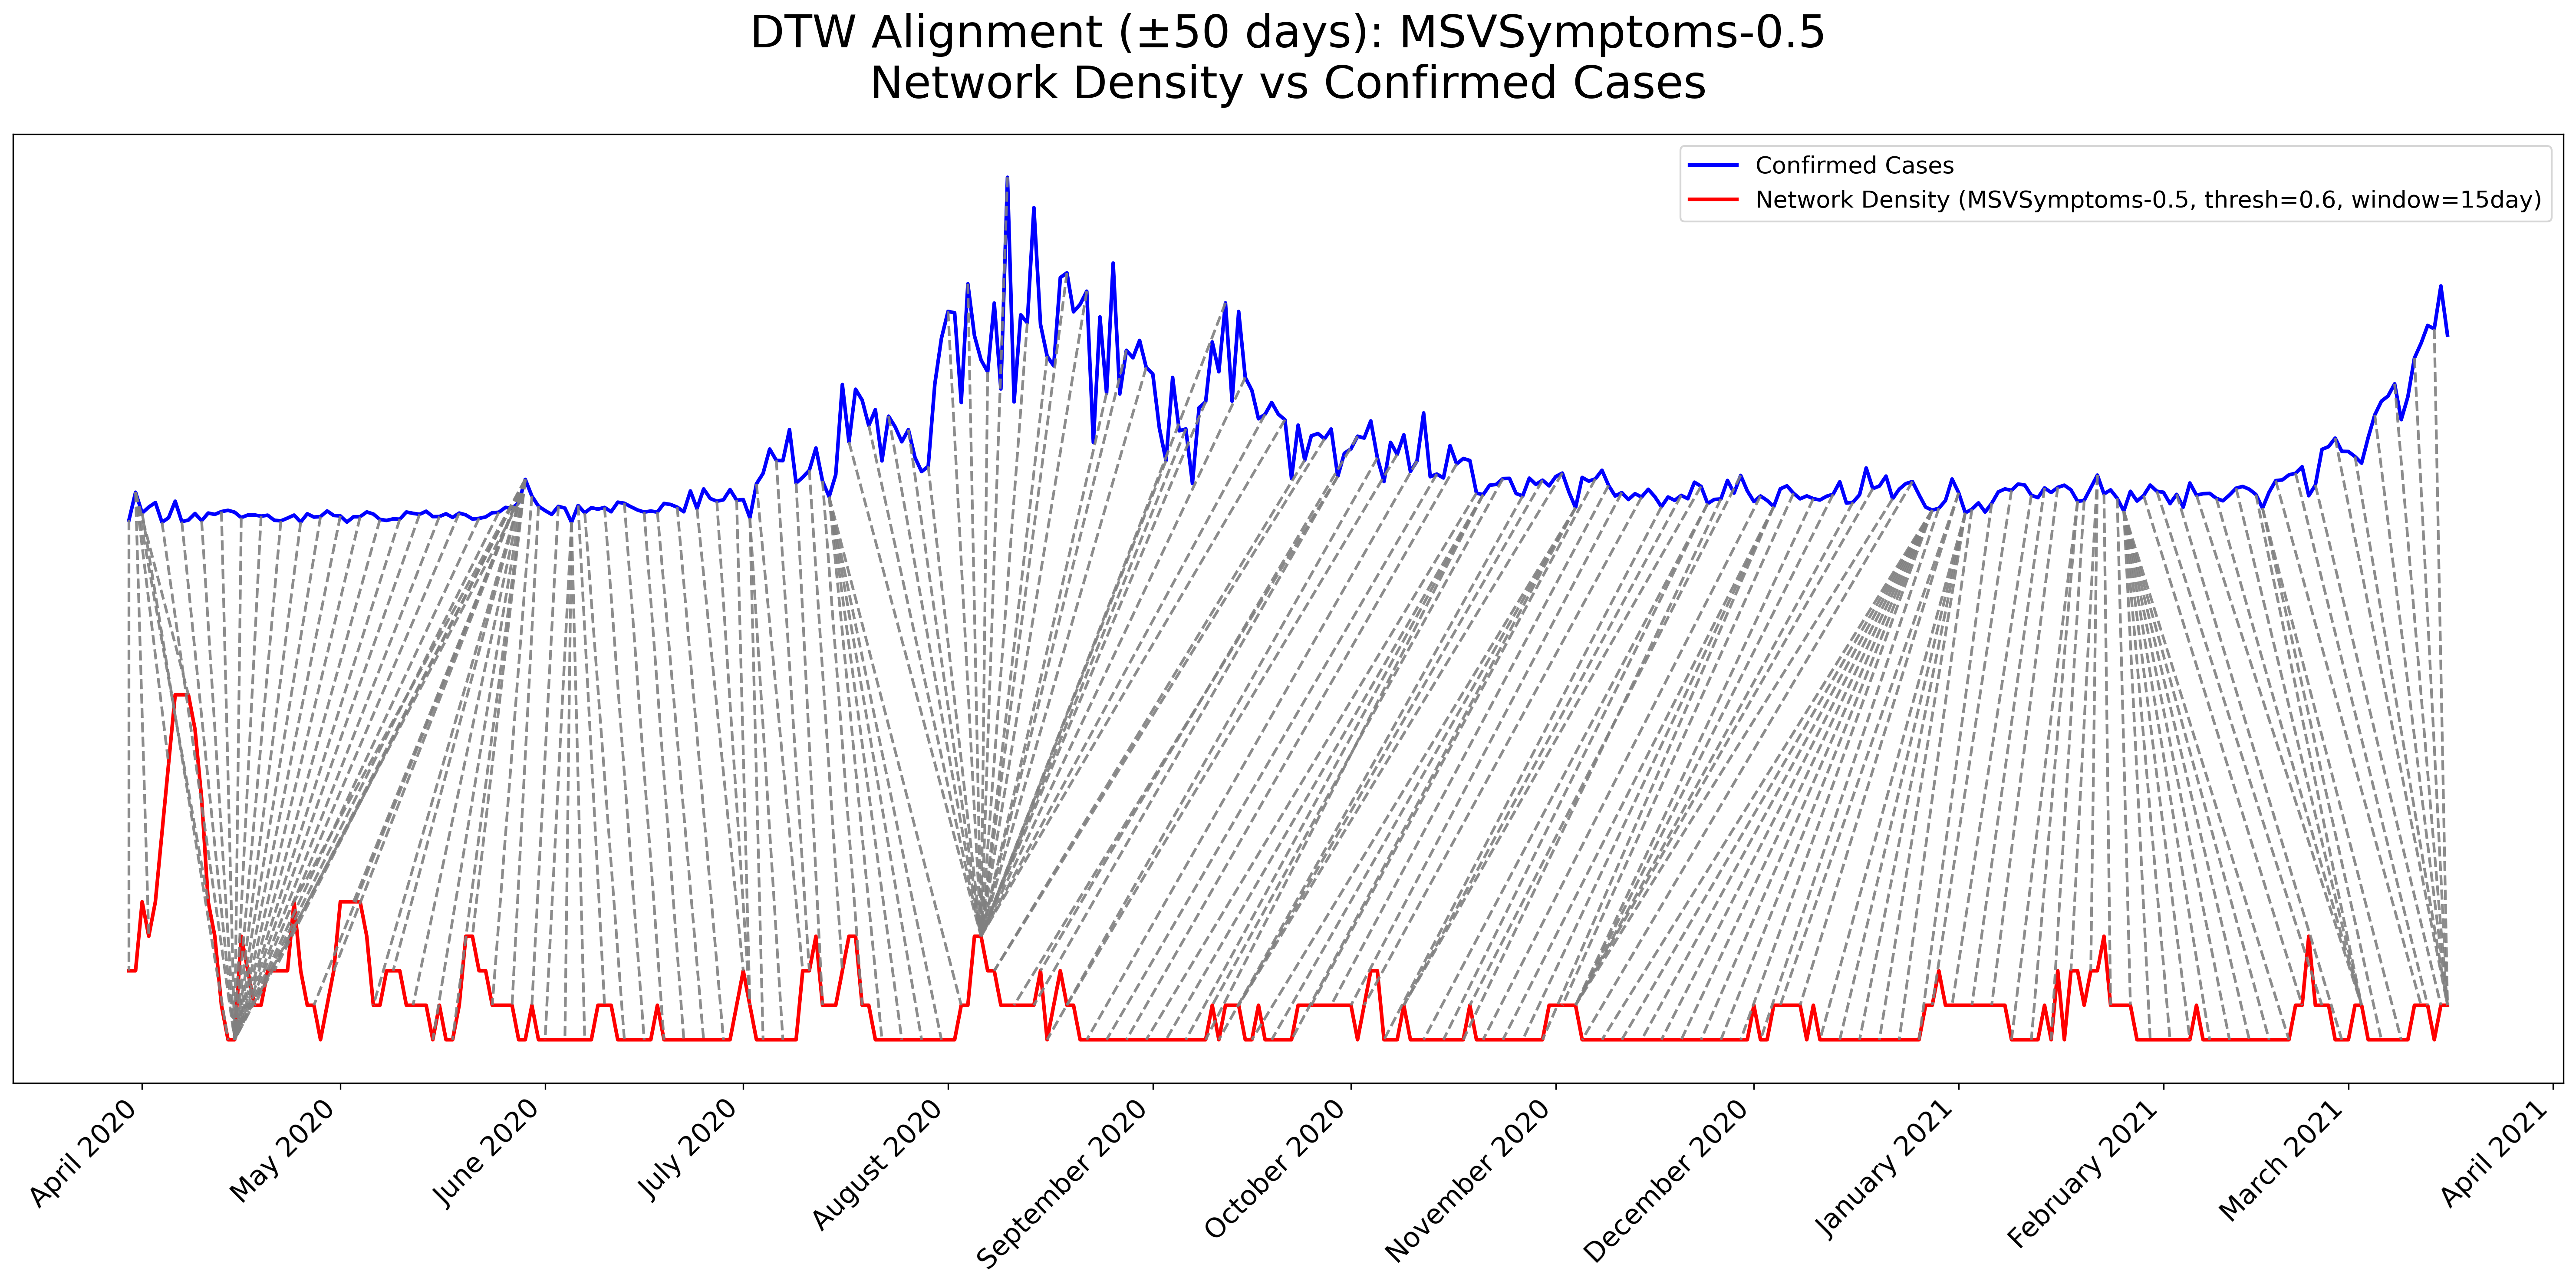 DTW Alignment (±50 days): MSVSymptoms-0.5
Network Density vs Confirmed Cases
Confirmed Cases
Network Density (MSVSymptoms-0.5, thresh=0.6, window=15day)
April 2020
May 2020
June 2020
July 2020
August 2020
September 2020
October 2020
November 2020
December 2020
January 2021
February 2021
March 2021
April 2021